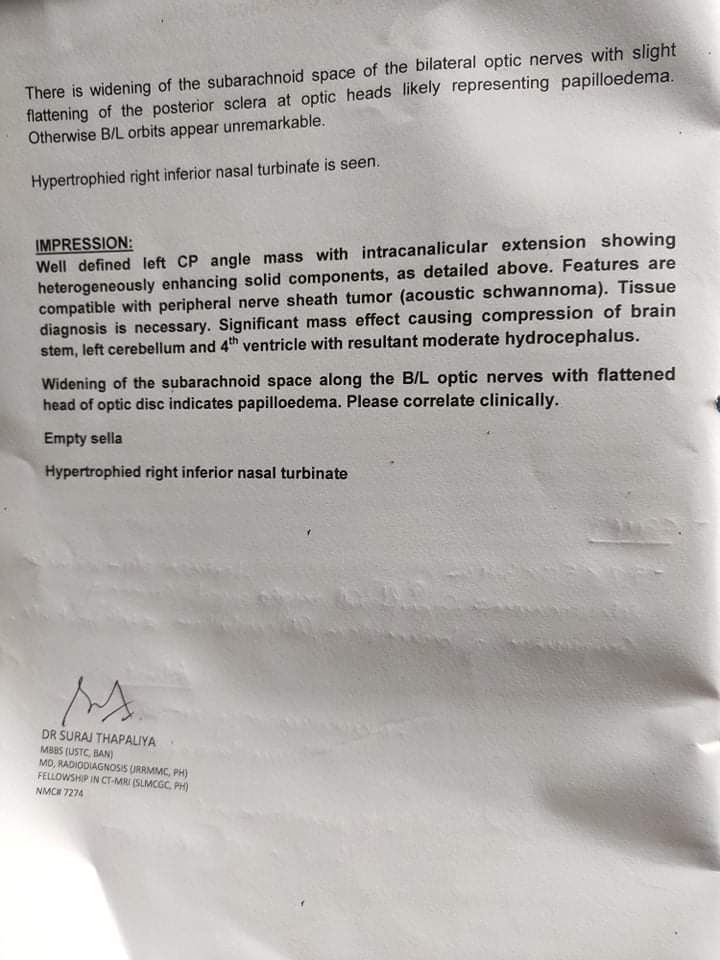 There is widening of the subarachnoid space of the bilateral optic nerves with slight
flattening of the posterior sclera at optic heads likely representing papilloedema.
Otherwise B/L orbits appear unremarkable.
Hypertrophied right inferior nasal turbinate is seen.
IMPRESSION:
Well defined left CP angle mass with intracanalicular extension showing
heterogeneously enhancing solid components, as detailed above. Features are
compatible with peripheral nerve sheath tumor (acoustic schwannoma). Tissue
diagnosis is necessary. Significant mass effect causing compression of brain
stem, left cerebellum and 4th ventricle with resultant moderate hydrocephalus.
Widening of the subarachnoid space along the B/L optic nerves with flattened
head of optic disc indicates papilloedema. Please correlate clinically.
Empty sella
Hypertrophied right inferior nasal turbinate
DR SURAJ THAPALIYA
MBBS (USTC, BAN)
MD, RADIODIAGNOSIS (JRRMMC, PH)
FELLOWSHIP IN CT-MRI (SLMCGC, PH)
NMC# 7274